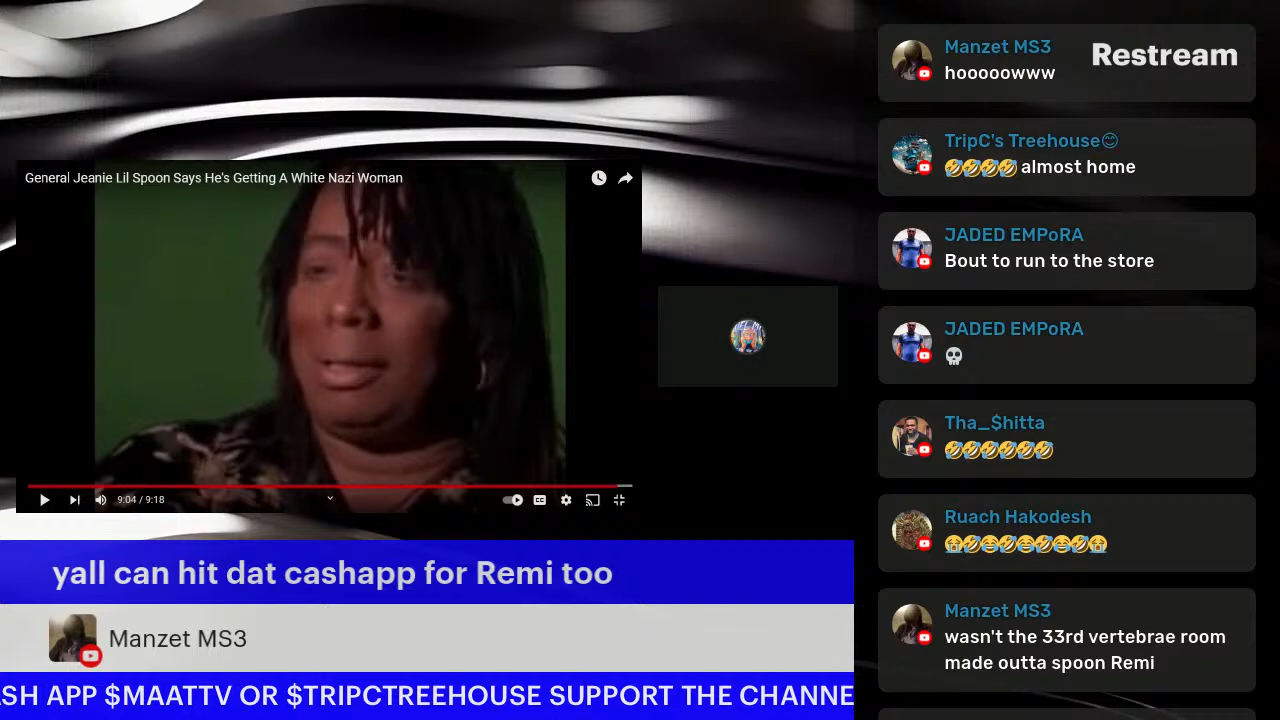 General Jeanie Lil Spoon Says He's Getting A White Nazi Woman
9:04 / 9:18
CC
yall can hit dat cashapp for Remi too
Manzet MS3
SH APP $MAATTV OR $TRIPCTREEHOUSE SUPPORT THE CHANNE
Restream
Manzet MS3
hooooowww
TripC's Treehouse😊
🤣🤣🤣🤣 almost home
JADED EMPoRA
Bout to run to the store
JADED EMPoRA
💀
Tha_$hitta
🤣🤣🤣🤣🤣🤣
Ruach Hakodesh
😭🤣😂🤣😂🤣😂🤣😭
Manzet MS3
wasn't the 33rd vertebrae room
made outta spoon Remi